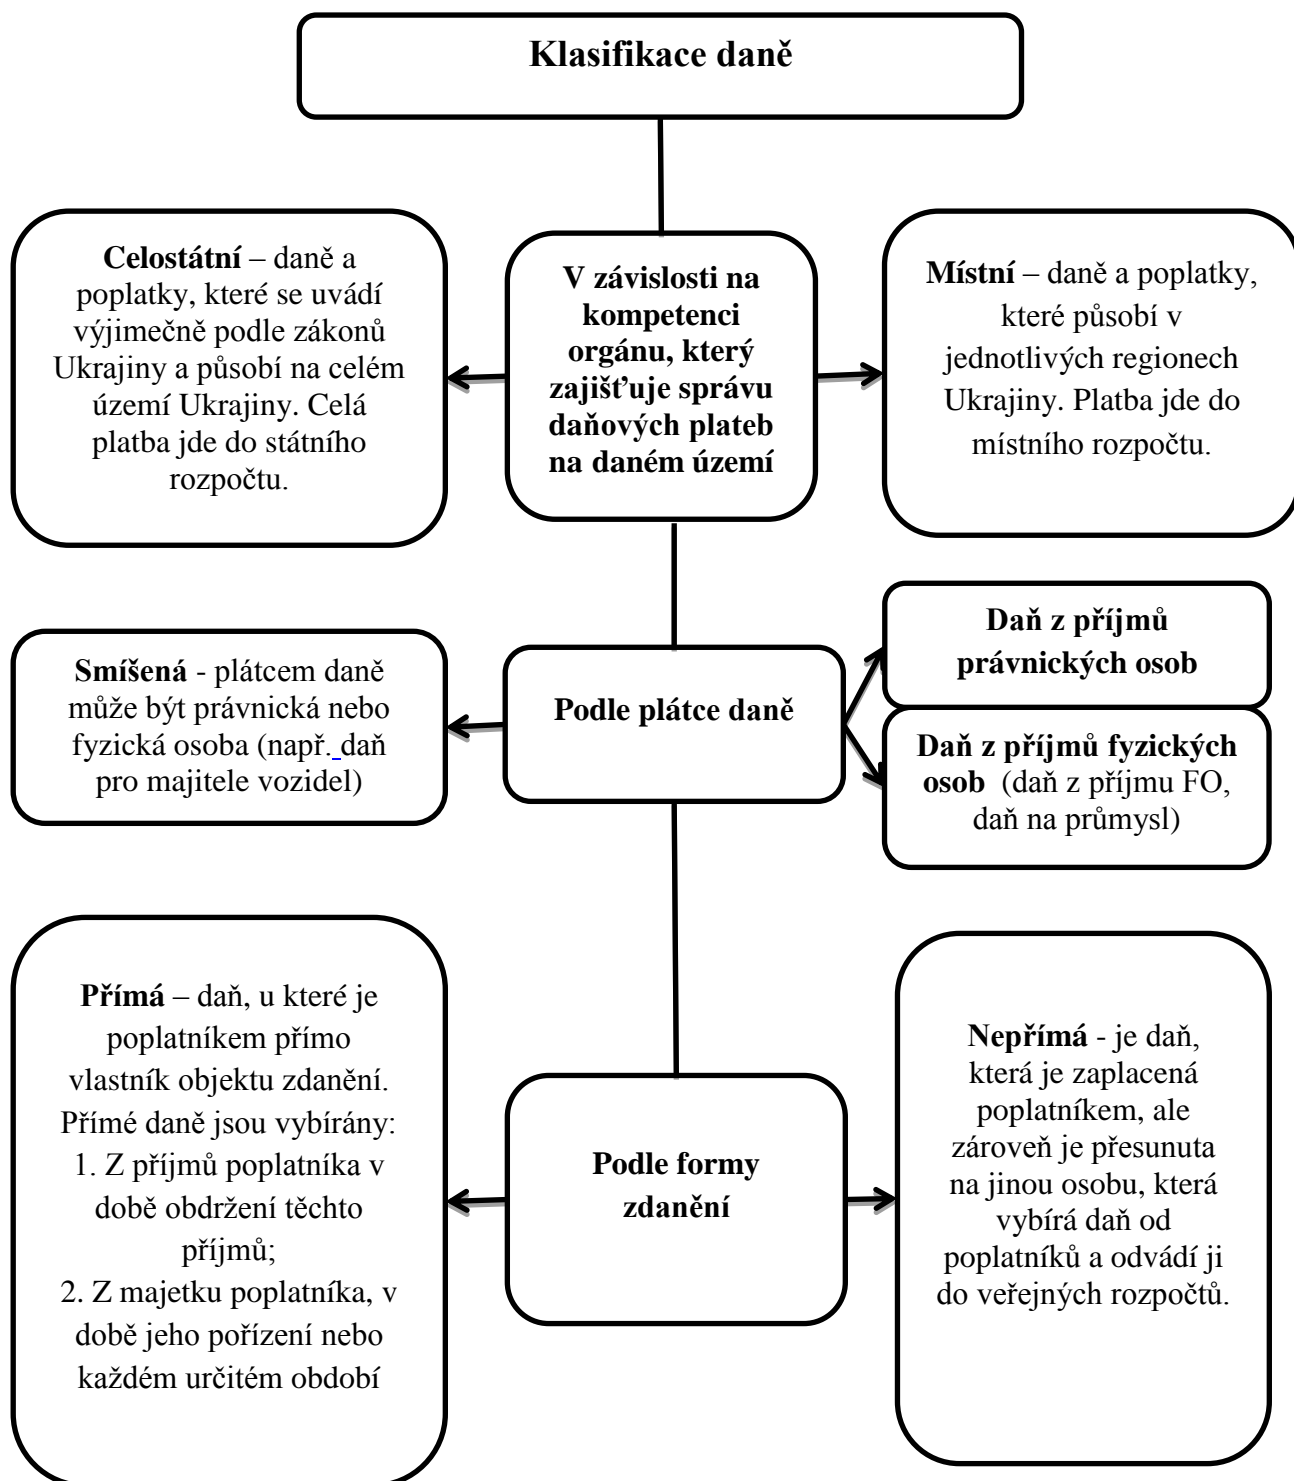 Klasifikace daně
Celostátní – daně a
poplatky, které se uvádí
výjimečně podle zákonů
Ukrajiny a působí na celém
území Ukrajiny. Celá
platba jde do státního
rozpočtu.
V závislosti na
kompetenci
orgánu, který
zajišťuje správu
daňových plateb
na daném území
Místní – daně a poplatky,
které působí v
jednotlivých regionech
Ukrajiny. Platba jde do
místního rozpočtu.
Smíšená - plátcem daně
může být právnická nebo
fyzická osoba (např. daň
pro majitele vozidel)
Podle plátce daně
Daň z příjmů
právnických osob
Daň z příjmů fyzických
osob (daň z příjmu FO,
daň na průmysl)
Přímá – daň, u které je
poplatníkem přímo
vlastník objektu zdanění.
Přímé daně jsou vybírány:
1. Z příjmů poplatníka v
době obdržení těchto
příjmů;
2. Z majetku poplatníka, v
době jeho pořízení nebo
každém určitém období
Podle formy
zdanění
Nepřímá - je daň,
která je zaplacená
poplatníkem, ale
zároveň je přesunuta
na jinou osobu, která
vybírá daň od
poplatníků a odvádí ji
do veřejných rozpočtů.